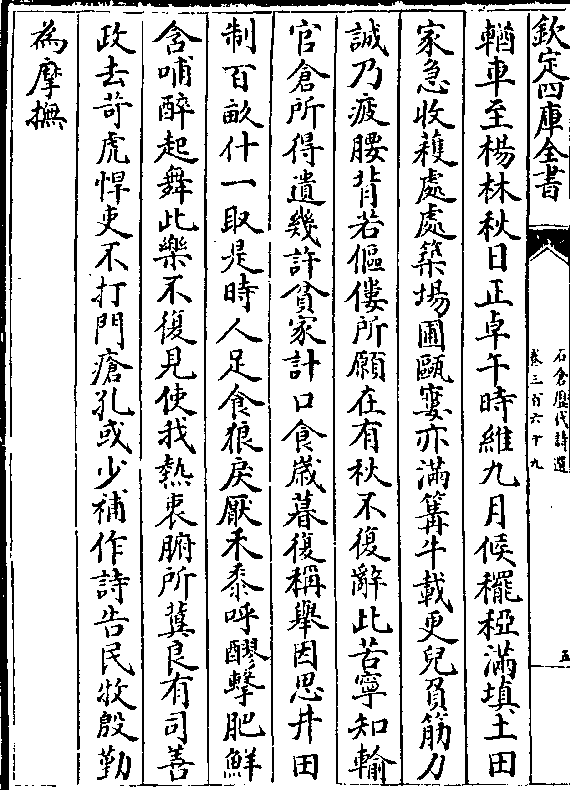 欽定四庫全書
石倉歷代詩選
卷三百六十九
五
輶車至楊林秋日正卓午時維九月候䆉稏滿填土田
家急收穫處處築場圃甌窶亦滿篝牛載更兒負筋力
誠乃疲腰背若傴僂所願在有秋不復辭此苦寧知輸
官倉所得遺幾許貧家計口食歲暮復稱舉因思井田
制百畝什一取是時人足食狼戾厭禾黍呼醪擊肥鮮
含哺醉起舞此樂不復見使我熱衷腑所冀良有司善
政去苛虎悍吏不打門瘡孔或少補作詩告民牧殷勤
為摩撫